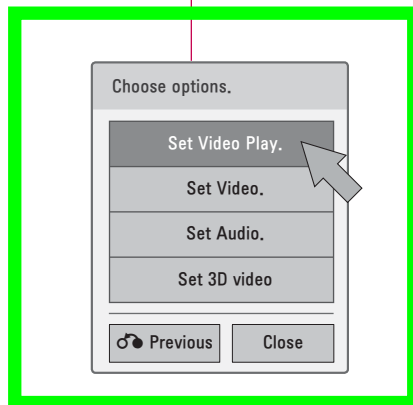 Choose options.
Set Video Play.
Set Video.
Set Audio.
Set 3D video
Previous Close